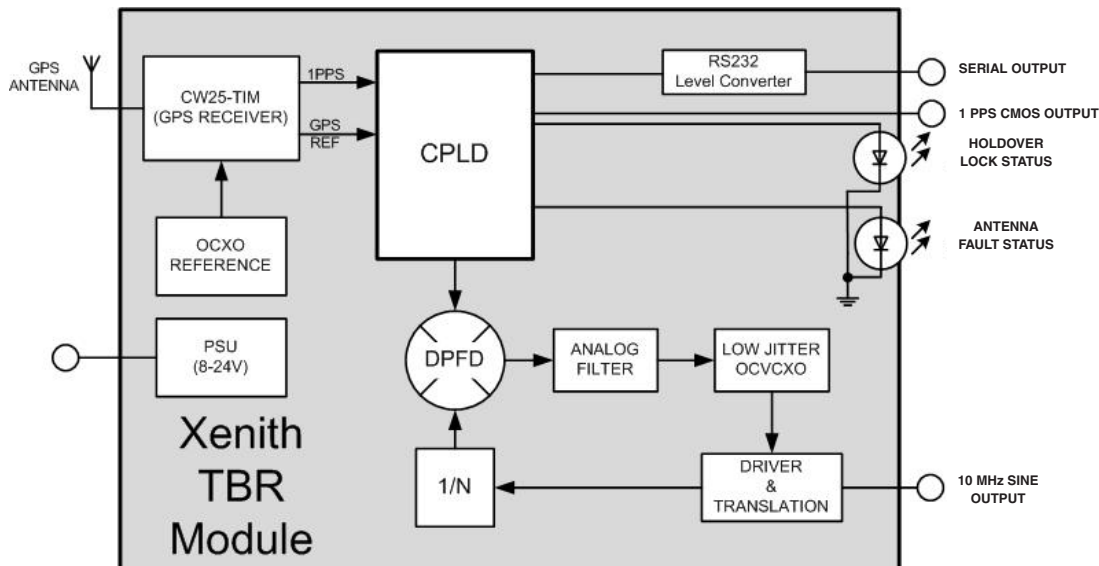 GPS
ANTENNA
CW25-TIM
(GPS RECEIVER)
1PPS
GPS
REF
CPLD
RS232
Level Converter
SERIAL OUTPUT
1 PPS CMOS OUTPUT
HOLDOVER
LOCK STATUS
ANTENNA
FAULT STATUS
OCXO
REFERENCE
PSU
(8-24V)
DPFD
ANALOG
FILTER
LOW JITTER
OCVCXO
Xenith
TBR
Module
1/N
DRIVER
&
TRANSLATION
10 MHz SINE
OUTPUT